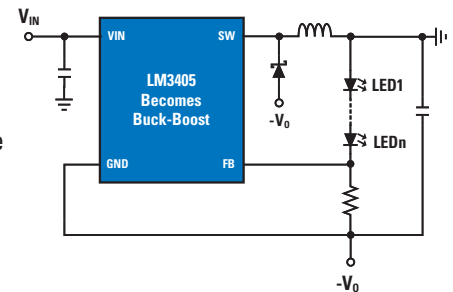 VIN
VIN
SW
LM3405
Becomes
Buck-Boost
-V0
LED1
LEDn
e
GND
FB
-V0